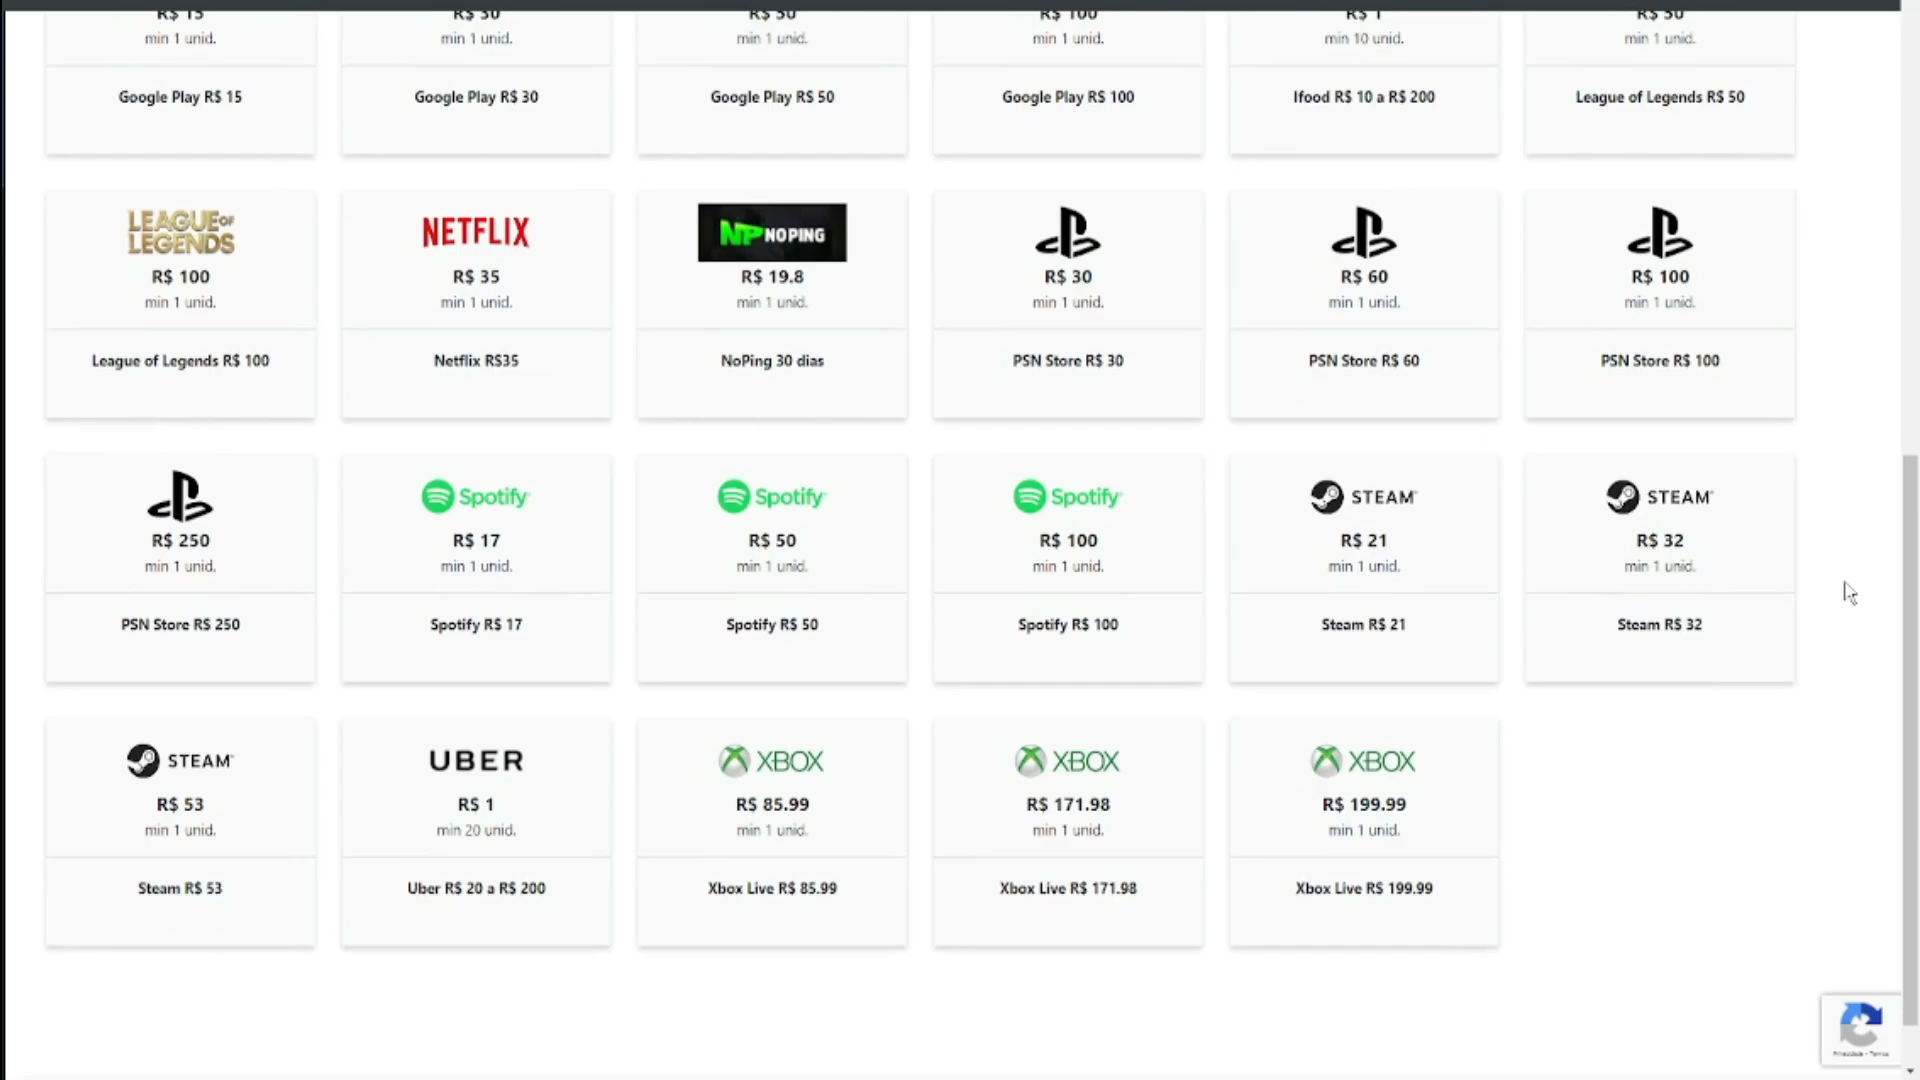 R$ 15
R$ 30
R$ 50
R$ 100
R$ 1
R$ 50
min 1 unid.
min 1 unid.
min 1 unid.
min 1 unid.
min 10 unid.
min 1 unid.
Google Play R$ 15
Google Play R$ 30
Google Play R$ 50
Google Play R$ 100
Ifood R$ 10 a R$ 200
League of Legends R$ 50
LEAGUE OF
LEGENDS
R$ 100
min 1 unid.
League of Legends R$ 100
NETFLIX
R$ 35
min 1 unid.
Netflix R$35
NP NOPING
R$ 19.8
min 1 unid.
NoPing 30 dias
R$ 30
min 1 unid.
PSN Store R$ 30
R$ 60
min 1 unid.
PSN Store R$ 60
R$ 100
min 1 unid.
PSN Store R$ 100
R$ 250
min 1 unid.
PSN Store R$ 250
Spotify
R$ 17
min 1 unid.
Spotify R$ 17
Spotify
R$ 50
min 1 unid.
Spotify R$ 50
Spotify
R$ 100
min 1 unid.
Spotify R$ 100
STEAM
R$ 21
min 1 unid.
Steam R$ 21
STEAM
R$ 32
min 1 unid.
Steam R$ 32
STEAM
R$ 53
min 1 unid.
Steam R$ 53
UBER
R$ 1
min 20 unid.
Uber R$ 20 a R$ 200
XBOX
R$ 85.99
min 1 unid.
Xbox Live R$ 85.99
XBOX
R$ 171.98
min 1 unid.
Xbox Live R$ 171.98
XBOX
R$ 199.99
min 1 unid.
Xbox Live R$ 199.99
Privacidade - Termos